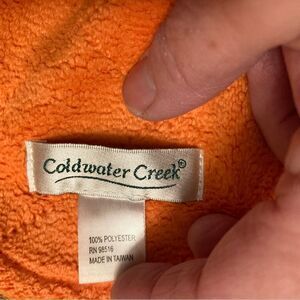 Coldwater Creek®
100% POLYESTER
RN 98516
MADE IN TAIWAN